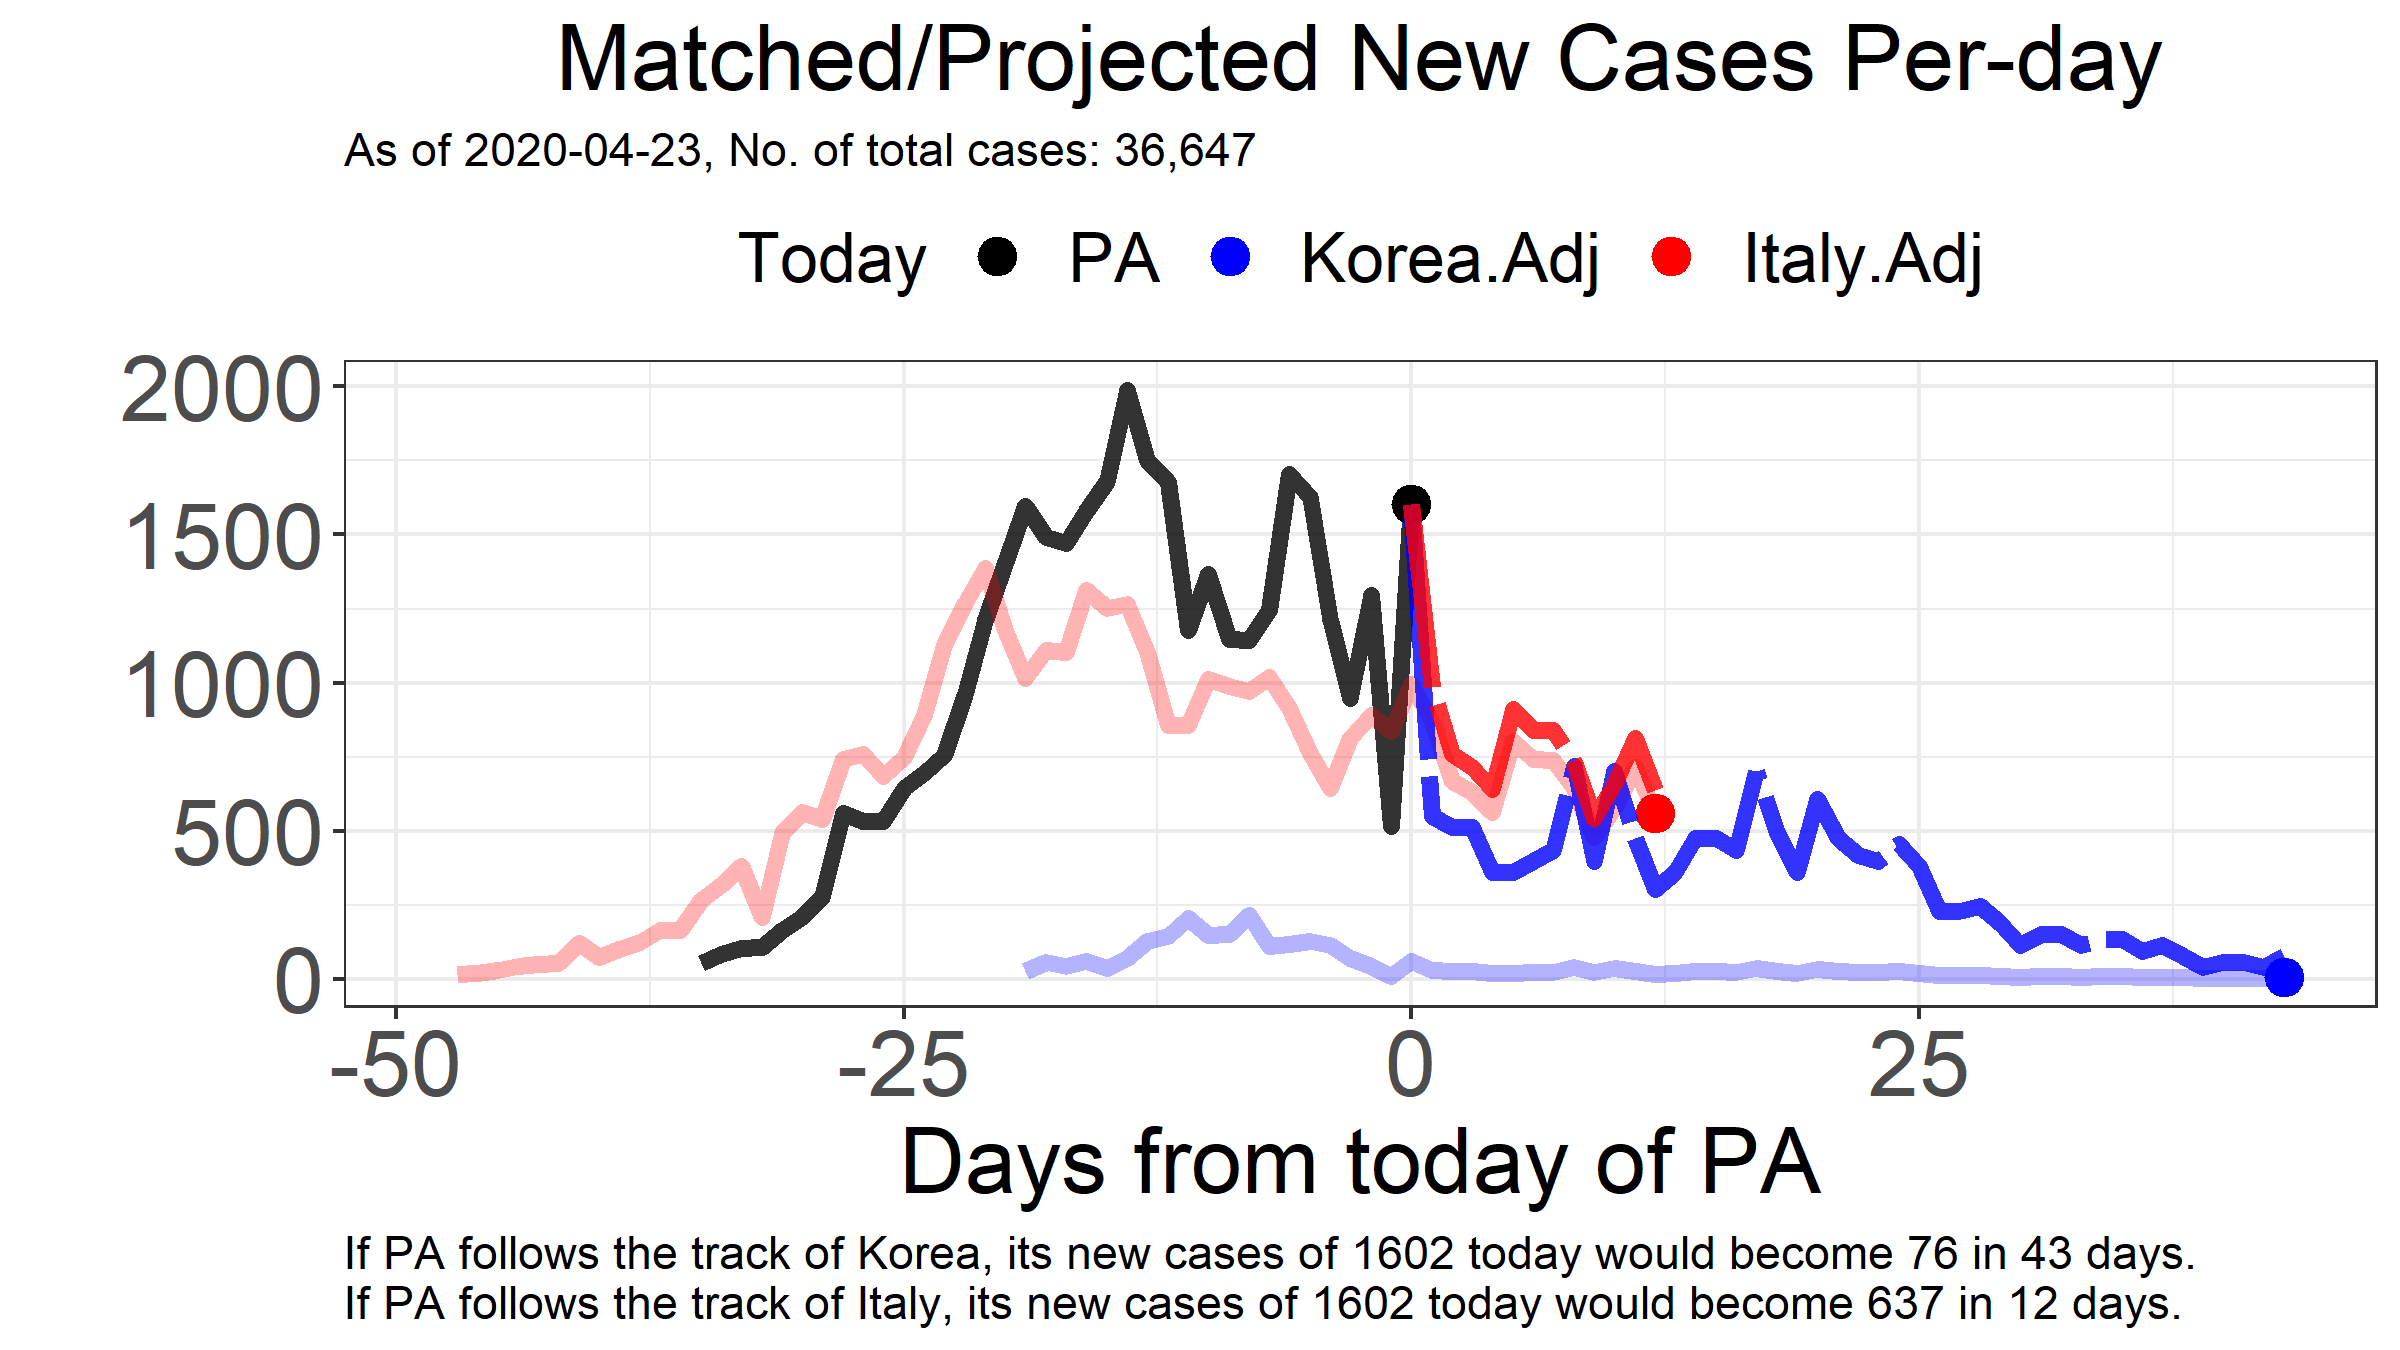 Matched/Projected New Cases Per-day
As of 2020-04-23, No. of total cases: 36,647
Today PA Korea.Adj Italy.Adj
2000
1500
1000
500
0
-50 -25 0 25
Days from today of PA
If PA follows the track of Korea, its new cases of 1602 today would become 76 in 43 days.
If PA follows the track of Italy, its new cases of 1602 today would become 637 in 12 days.